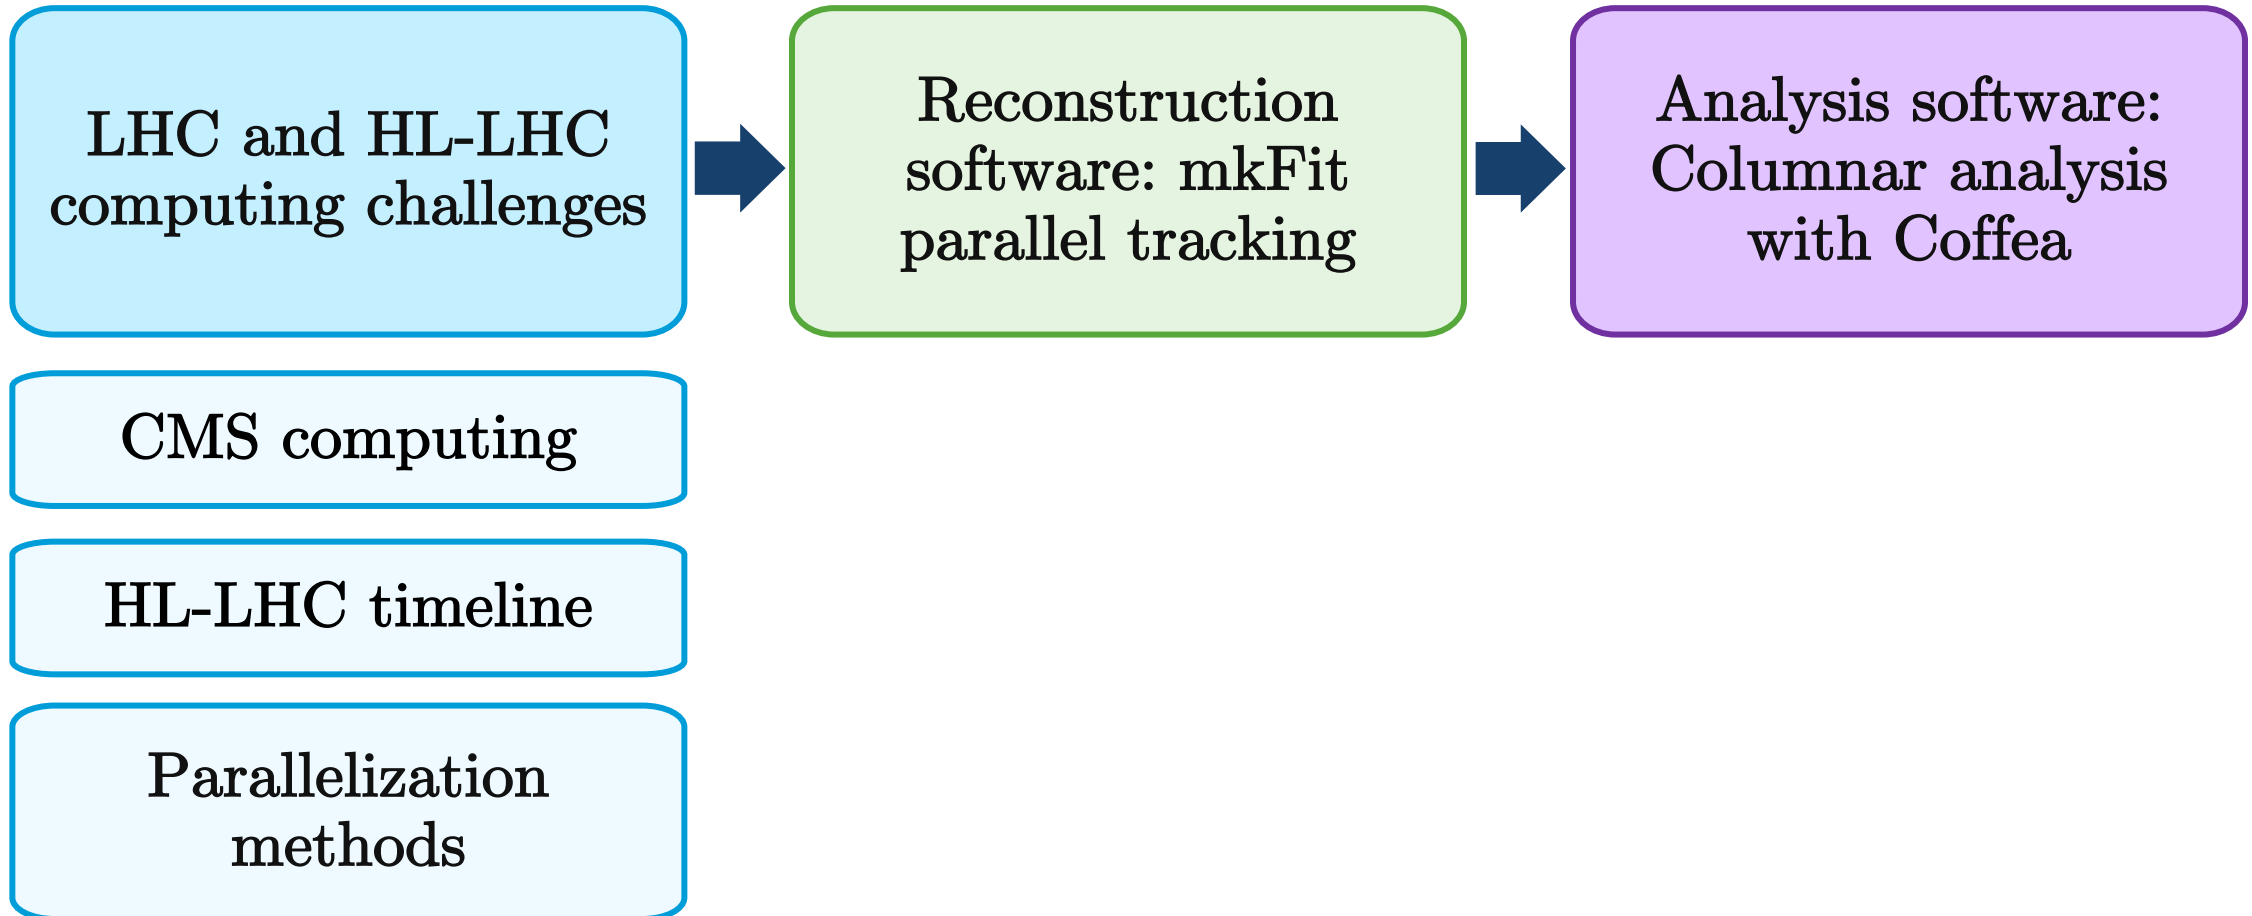 LHC and HL-LHC
computing challenges
Reconstruction
software: mkFit
parallel tracking
Analysis software:
Columnar analysis
with Coffea
CMS computing
HL-LHC timeline
Parallelization
methods